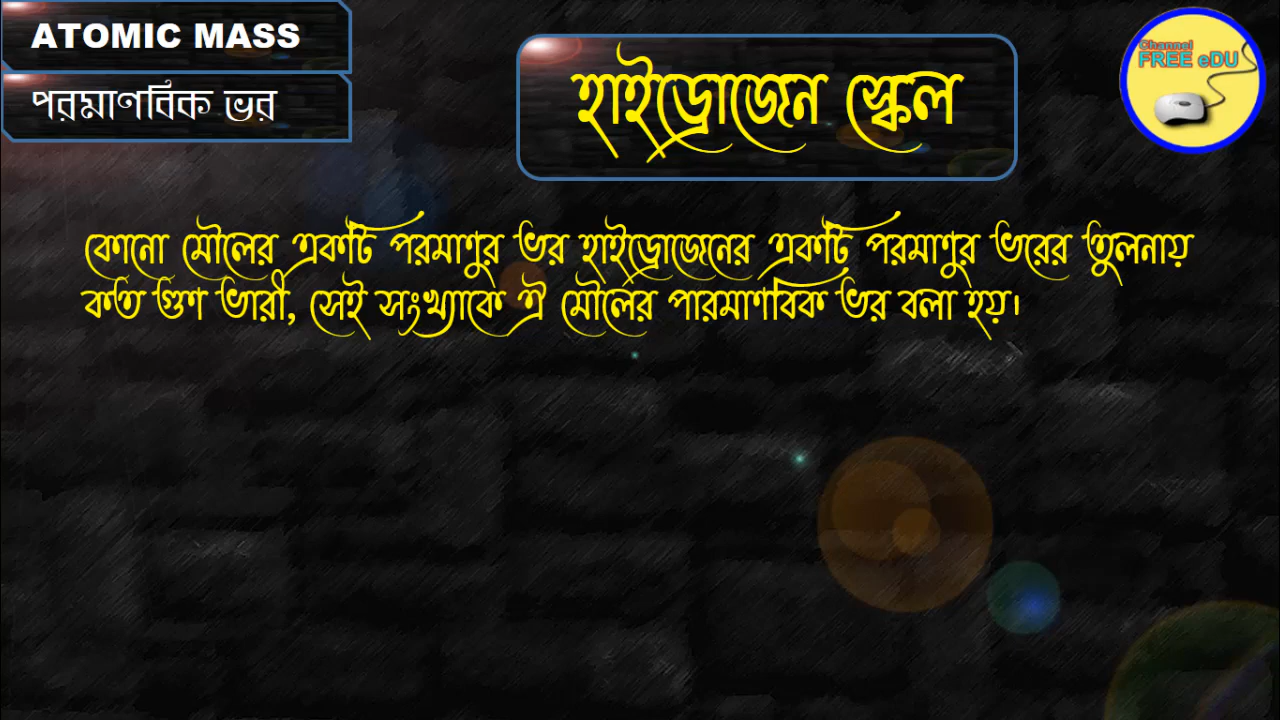 ATOMIC MASS
পরমাণবিক ভর
হাইড্রোজেন স্কেল
Channel
FREE eDU
কোনো মৌলের একটি পরমাণুর ভর হাইড্রোজেনের একটি পরমাণুর ভরের তুলনায়
কত গুণ ভারী, সেই সংখ্যাকে ঐ মৌলের পারমাণবিক ভর বলা হয়।